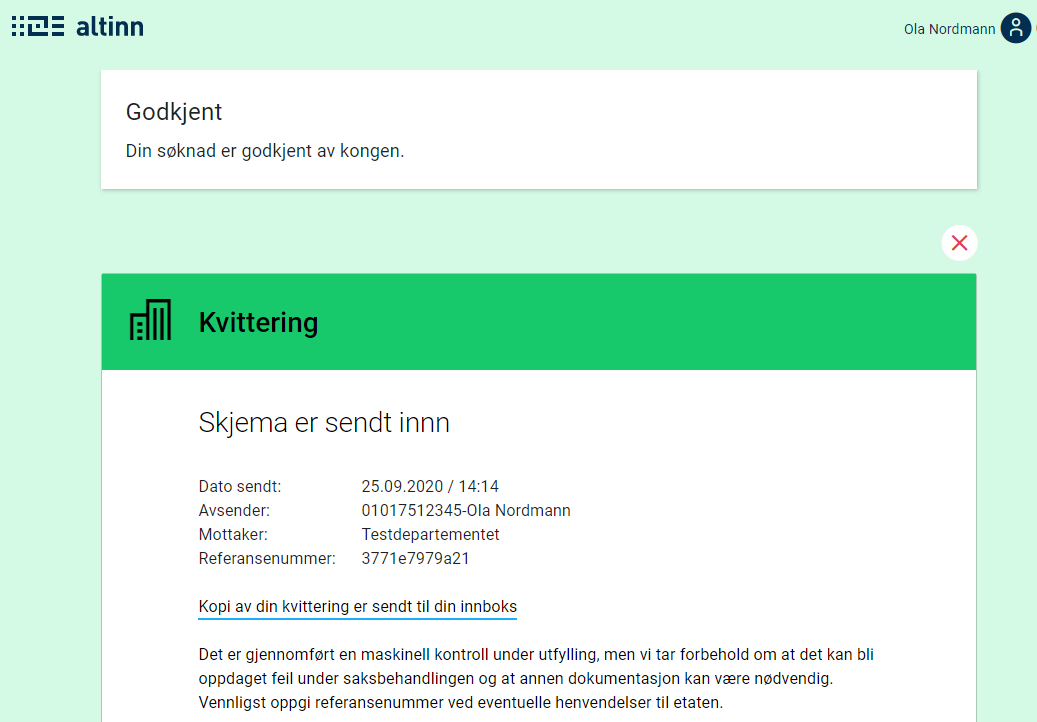 altinn
Ola Nordmann
Godkjent
Din søknad er godkjent av kongen.
Kvittering
Skjema er sendt innn
Dato sendt: 25.09.2020 / 14:14
Avsender: 01017512345-Ola Nordmann
Mottaker: Testdepartementet
Referansenummer: 3771e7979a21
Kopi av din kvittering er sendt til din innboks
Det er gjennomført en maskinell kontroll under utfylling, men vi tar forbehold om at det kan bli
oppdaget feil under saksbehandlingen og at annen dokumentasjon kan være nødvendig.
Vennligst oppgi referansenummer ved eventuelle henvendelser til etaten.